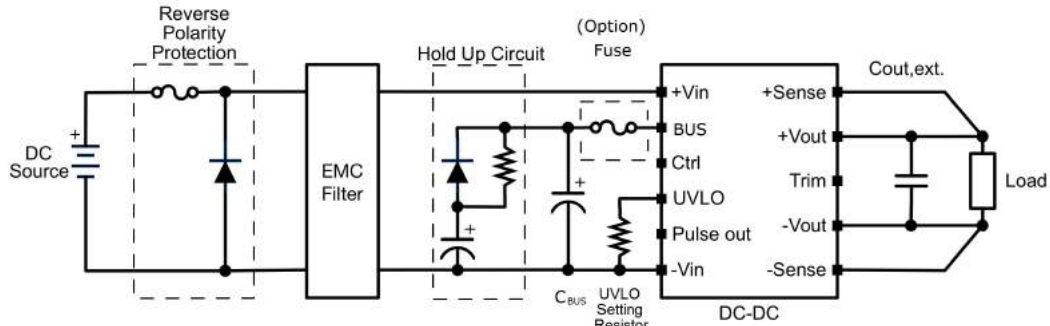 Reverse
Polarity
Protection
Hold Up Circuit
(Option)
Fuse
Cout,ext.
+
DC
Source
EMC
Filter
+
+
+Vin
BUS
Ctrl
UVLO
Pulse out
-Vin
+Sense
+Vout
Trim
-Vout
-Sense
Load
CBUS
UVLO
Setting
Resistor
DC-DC